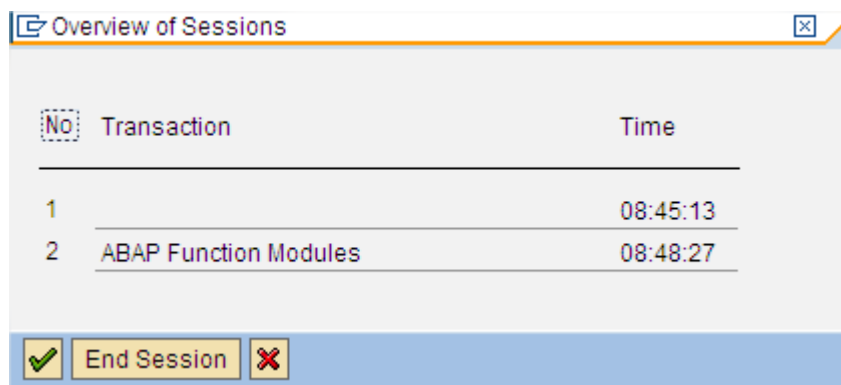 Overview of Sessions
No Transaction Time
1 08:45:13
2 ABAP Function Modules 08:48:27
End Session